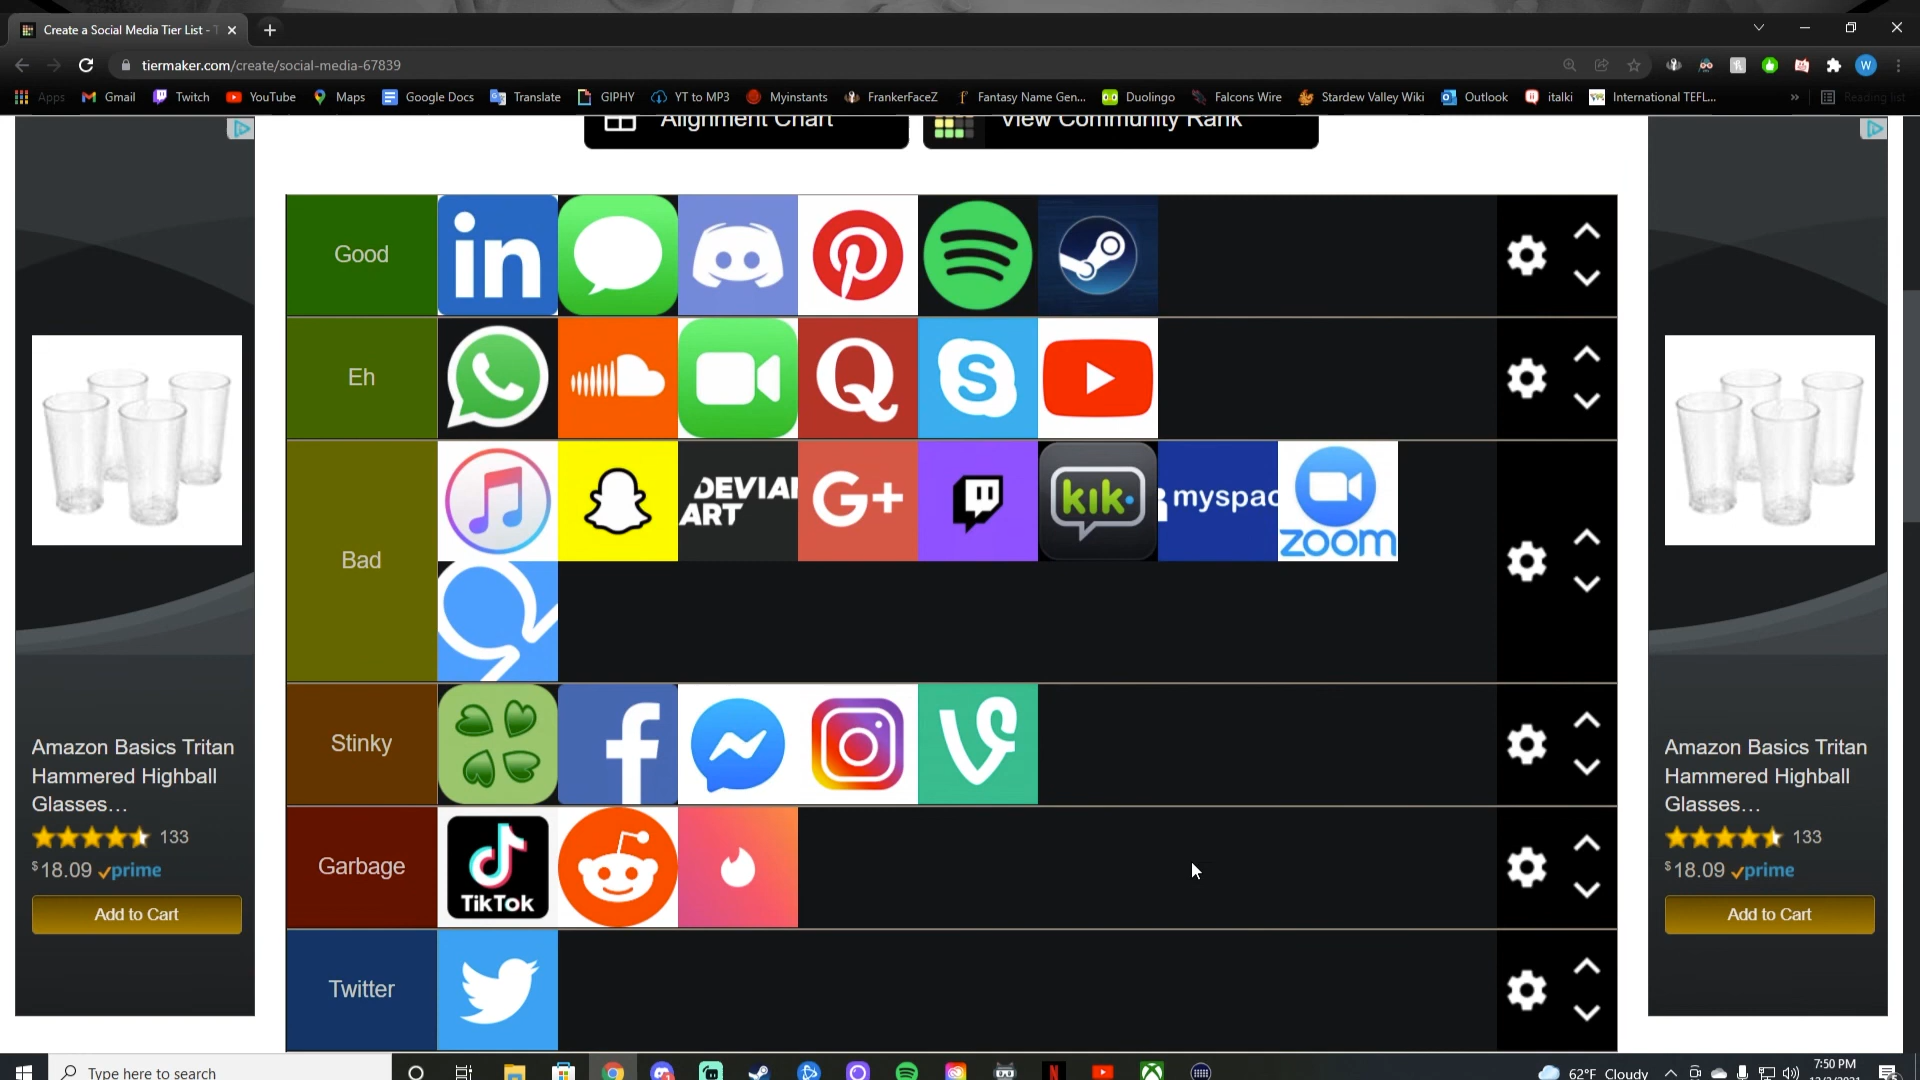 Create a Social Media Tier List -
tiermaker.com/create/social-media-67839
W
Apps Gmail Twitch YouTube Maps Google Docs Translate GIPHY YT to MP3 Myinstants FrankerFaceZ Fantasy Name Gen... Duolingo Falcons Wire Stardew Valley Wiki Outlook italki International TEFL... » Reading list
Alignment Chart View Community Rank
Good in
Eh Q S
Bad DEVIAN ART G+ kik. myspac zoom
Stinky f
Garbage TikTok
Twitter
Amazon Basics Tritan
Hammered Highball
Glasses...
133
$18.09 prime
Add to Cart
Amazon Basics Tritan
Hammered Highball
Glasses...
133
$18.09 prime
Add to Cart
Type here to search
62°F Cloudy
7:50 PM